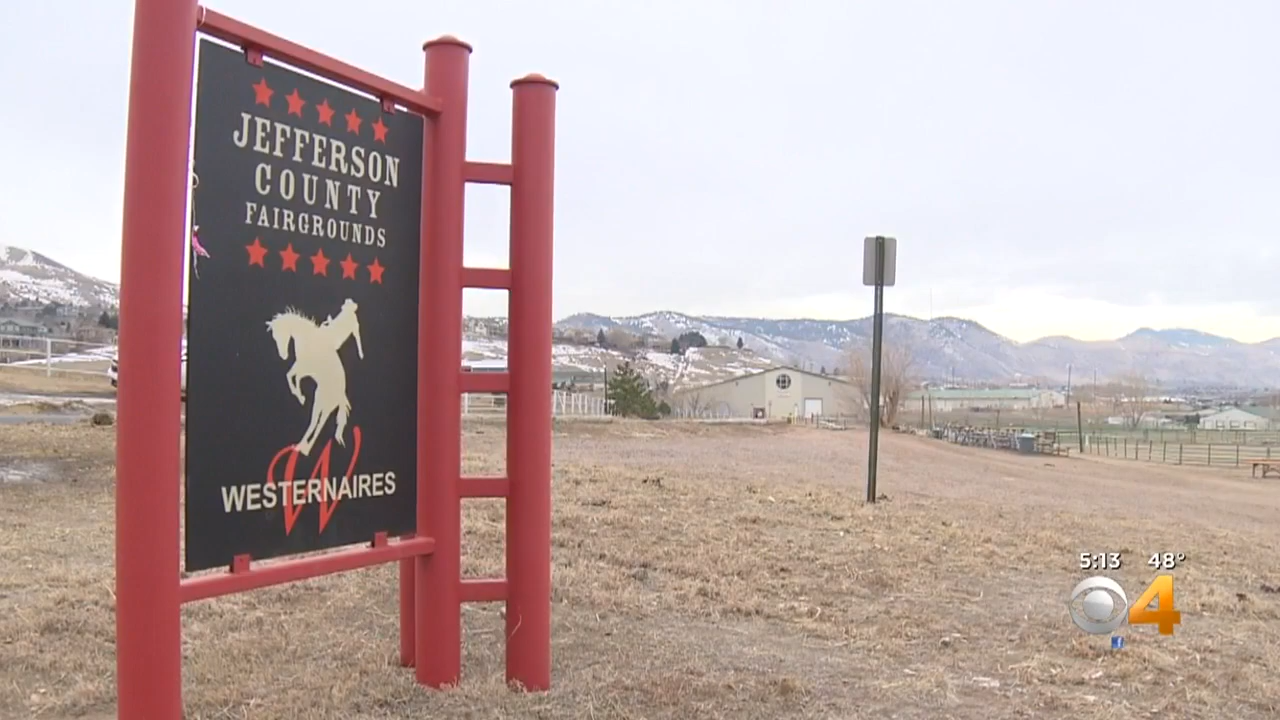 JEFFERSON
COUNTY
FAIRGROUNDS
W
WESTERNAIRES
5:13 48°
4
f